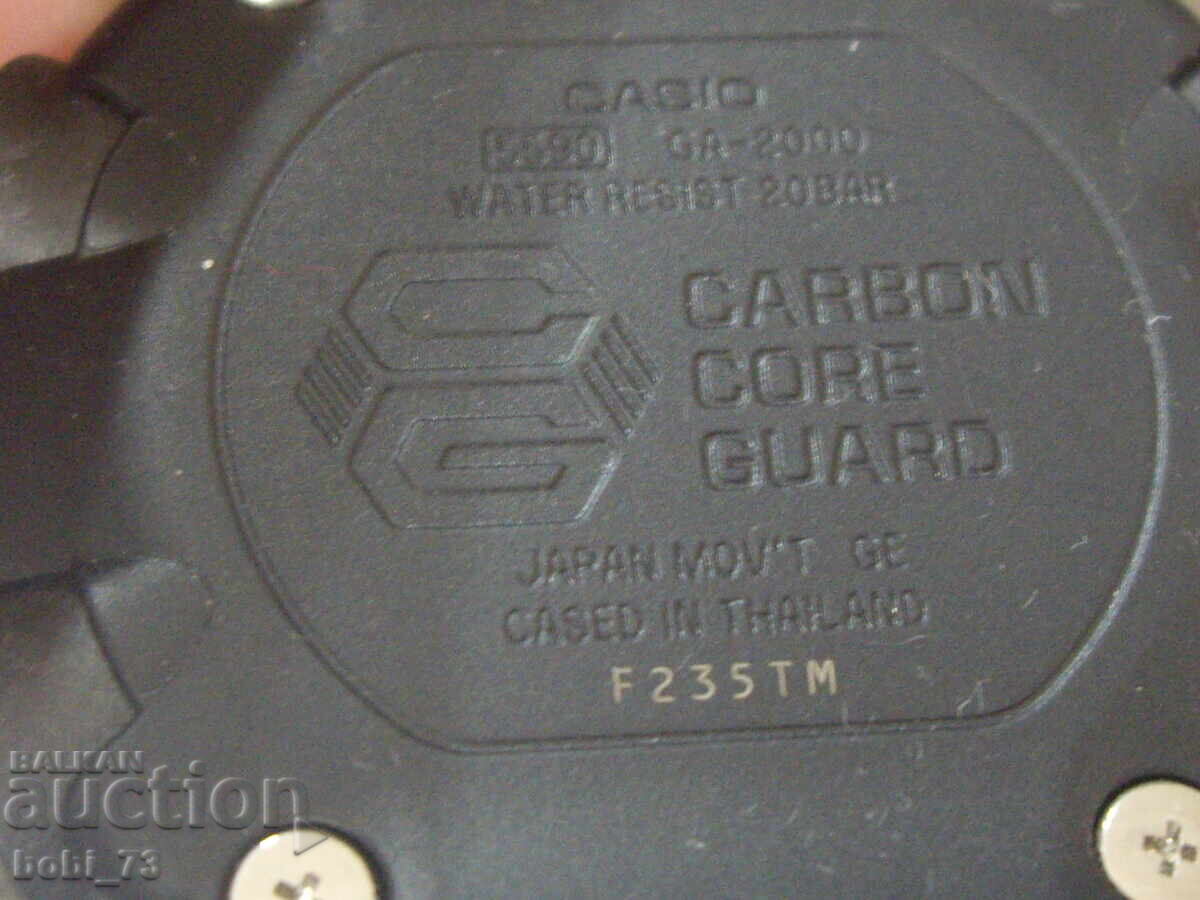 CASIO
5590 GA-2000
WATER RESIST 20BAR
CARBON
CORE
GUARD
JAPAN MOV'T GE
CASED IN THAILAND
F235TM
BALKAN
auction
bobi_73